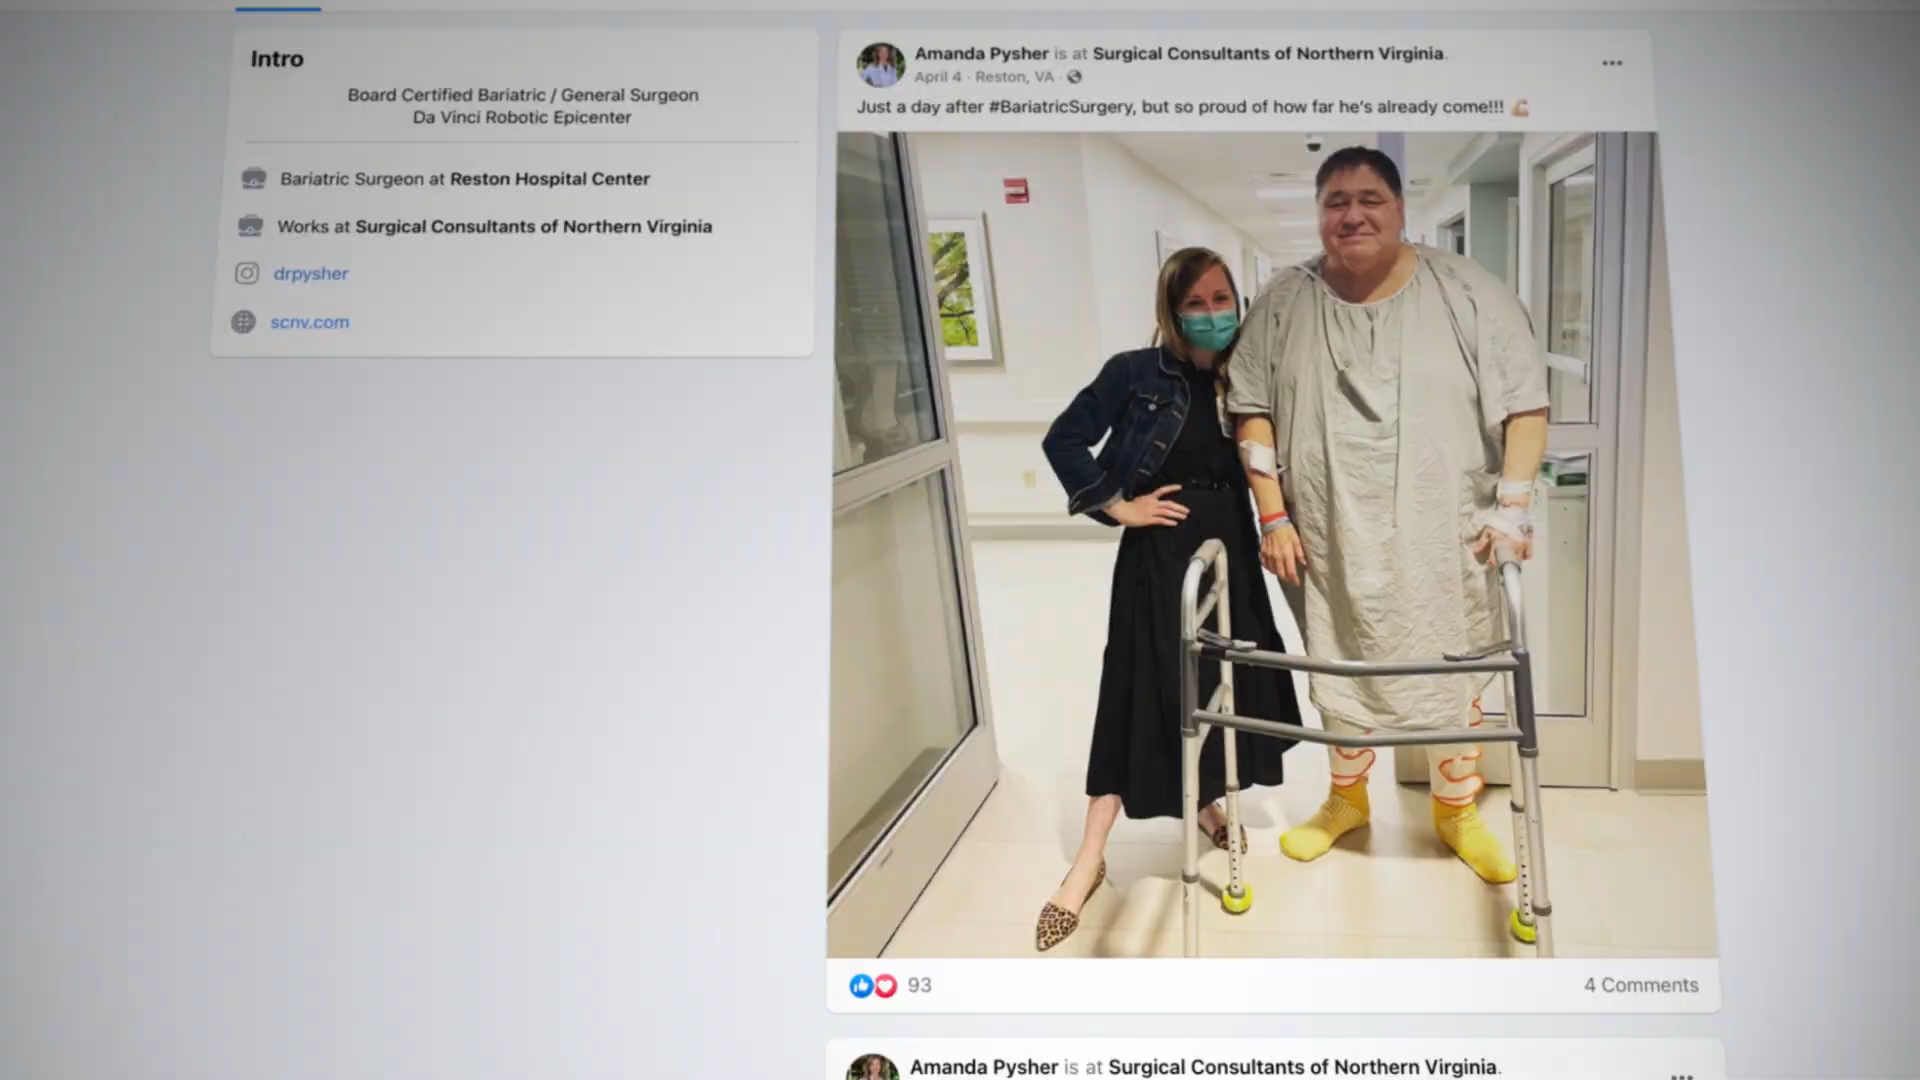 Intro
Board Certified Bariatric / General Surgeon
Da Vinci Robotic Epicenter
Bariatric Surgeon at Reston Hospital Center
Works at Surgical Consultants of Northern Virginia
drpysher
scnv.com
Amanda Pysher is at Surgical Consultants of Northern Virginia.
April 4 · Reston, VA ·
Just a day after #BariatricSurgery, but so proud of how far he's already come!!! 💪🏼
93
4 Comments
Amanda Pysher is at Surgical Consultants of Northern Virginia.